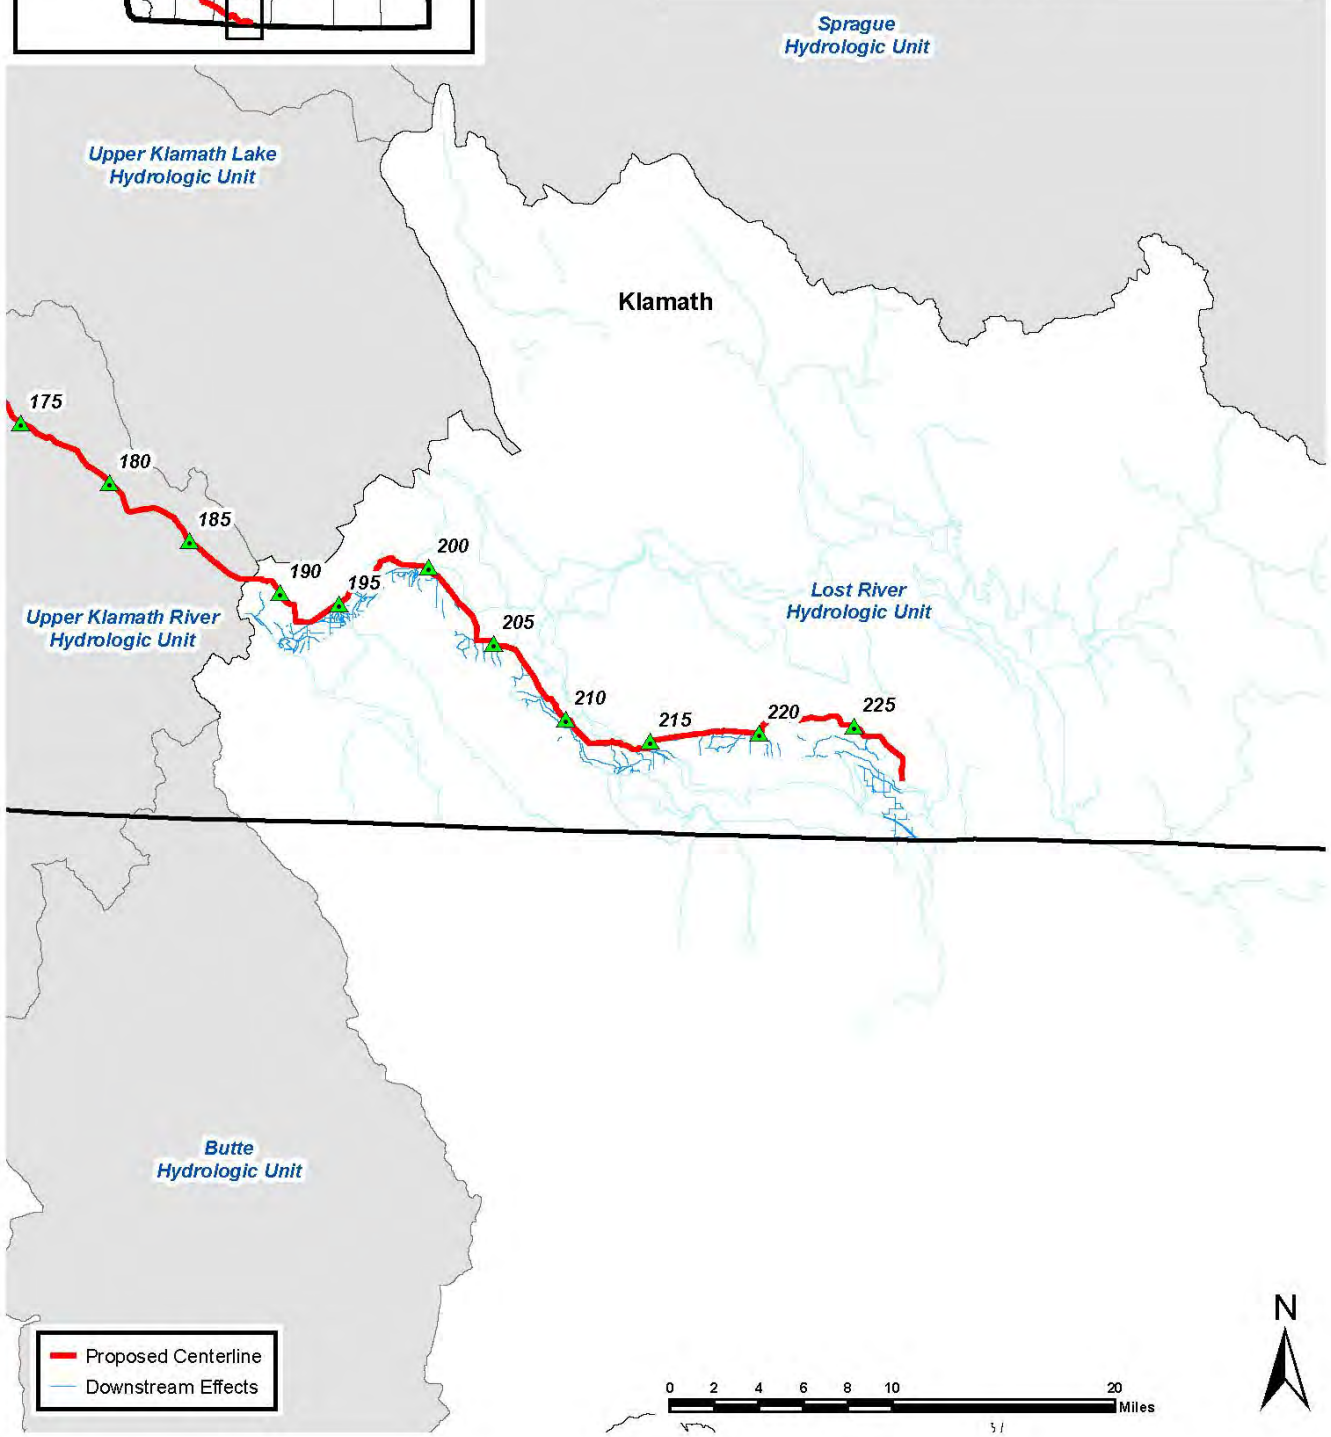 Sprague
Hydrologic Unit
Upper Klamath Lake
Hydrologic Unit
Klamath
175
180
185
190
195
200
205
210
215
220
225
Upper Klamath River
Hydrologic Unit
Lost River
Hydrologic Unit
Butte
Hydrologic Unit
Proposed Centerline
Downstream Effects
N
0 2 4 6 8 10 20
Miles